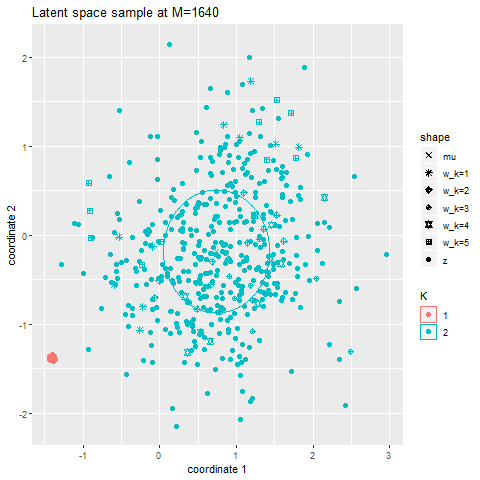 Latent space sample at M=1640
2
1
0
-1
-2
coordinate 2
-1
0
1
2
3
coordinate 1
shape
mu
w_k=1
w_k=2
w_k=3
w_k=4
w_k=5
z
K
1
2